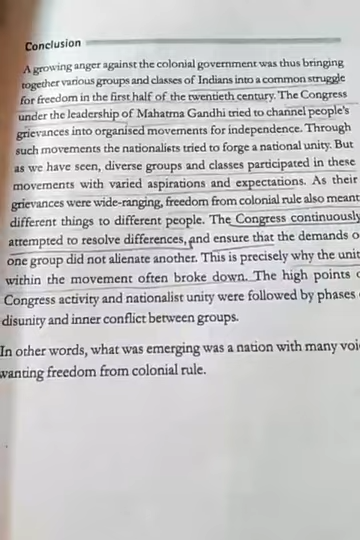 Conclusion
A growing anger against the colonial government was thus bringing
together various groups and classes of Indians into a common struggle
for freedom in the first half of the twentieth century. The Congress
under the leadership of Mahatma Gandhi tried to channel people's
grievances into organised movements for independence. Through
such movements the nationalists tried to forge a national unity. But
as we have seen, diverse groups and classes participated in these
movements with varied aspirations and expectations. As their
grievances were wide-ranging, freedom from colonial rule also meant
different things to different people. The Congress continuously
attempted to resolve differences, and ensure that the demands o
one group did not alienate another. This is precisely why the unit
within the movement often broke down. The high points
Congress activity and nationalist unity were followed by phases
disunity and inner conflict between groups.
In other words, what was emerging was a nation with many voi
wanting freedom from colonial rule.